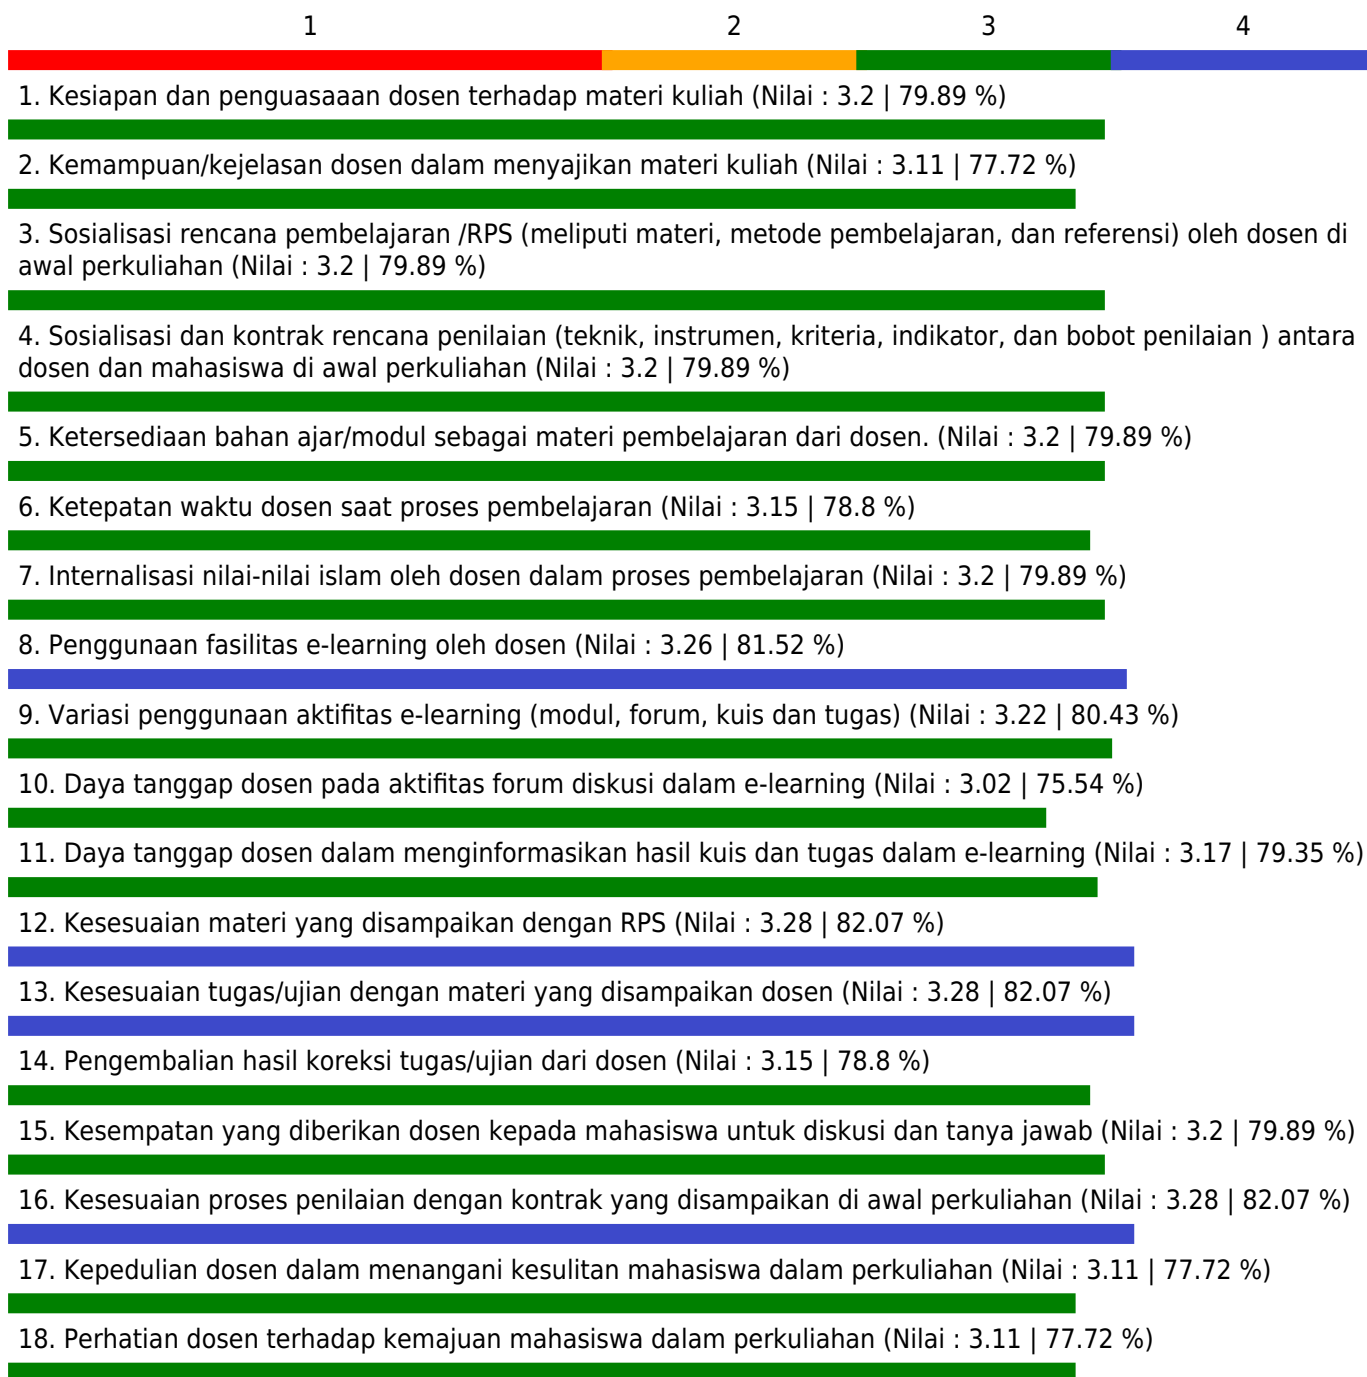 1 2 3 4
1. Kesiapan dan penguasaaan dosen terhadap materi kuliah (Nilai : 3.2 | 79.89 %)
2. Kemampuan/kejelasan dosen dalam menyajikan materi kuliah (Nilai : 3.11 | 77.72 %)
3. Sosialisasi rencana pembelajaran /RPS (meliputi materi, metode pembelajaran, dan referensi) oleh dosen di
awal perkuliahan (Nilai : 3.2 | 79.89 %)
4. Sosialisasi dan kontrak rencana penilaian (teknik, instrumen, kriteria, indikator, dan bobot penilaian ) antara
dosen dan mahasiswa di awal perkuliahan (Nilai : 3.2 | 79.89 %)
5. Ketersediaan bahan ajar/modul sebagai materi pembelajaran dari dosen. (Nilai : 3.2 | 79.89 %)
6. Ketepatan waktu dosen saat proses pembelajaran (Nilai : 3.15 | 78.8 %)
7. Internalisasi nilai-nilai islam oleh dosen dalam proses pembelajaran (Nilai : 3.2 | 79.89 %)
8. Penggunaan fasilitas e-learning oleh dosen (Nilai : 3.26 | 81.52 %)
9. Variasi penggunaan aktifitas e-learning (modul, forum, kuis dan tugas) (Nilai : 3.22 | 80.43 %)
10. Daya tanggap dosen pada aktifitas forum diskusi dalam e-learning (Nilai : 3.02 | 75.54 %)
11. Daya tanggap dosen dalam menginformasikan hasil kuis dan tugas dalam e-learning (Nilai : 3.17 | 79.35 %)
12. Kesesuaian materi yang disampaikan dengan RPS (Nilai : 3.28 | 82.07 %)
13. Kesesuaian tugas/ujian dengan materi yang disampaikan dosen (Nilai : 3.28 | 82.07 %)
14. Pengembalian hasil koreksi tugas/ujian dari dosen (Nilai : 3.15 | 78.8 %)
15. Kesempatan yang diberikan dosen kepada mahasiswa untuk diskusi dan tanya jawab (Nilai : 3.2 | 79.89 %)
16. Kesesuaian proses penilaian dengan kontrak yang disampaikan di awal perkuliahan (Nilai : 3.28 | 82.07 %)
17. Kepedulian dosen dalam menangani kesulitan mahasiswa dalam perkuliahan (Nilai : 3.11 | 77.72 %)
18. Perhatian dosen terhadap kemajuan mahasiswa dalam perkuliahan (Nilai : 3.11 | 77.72 %)